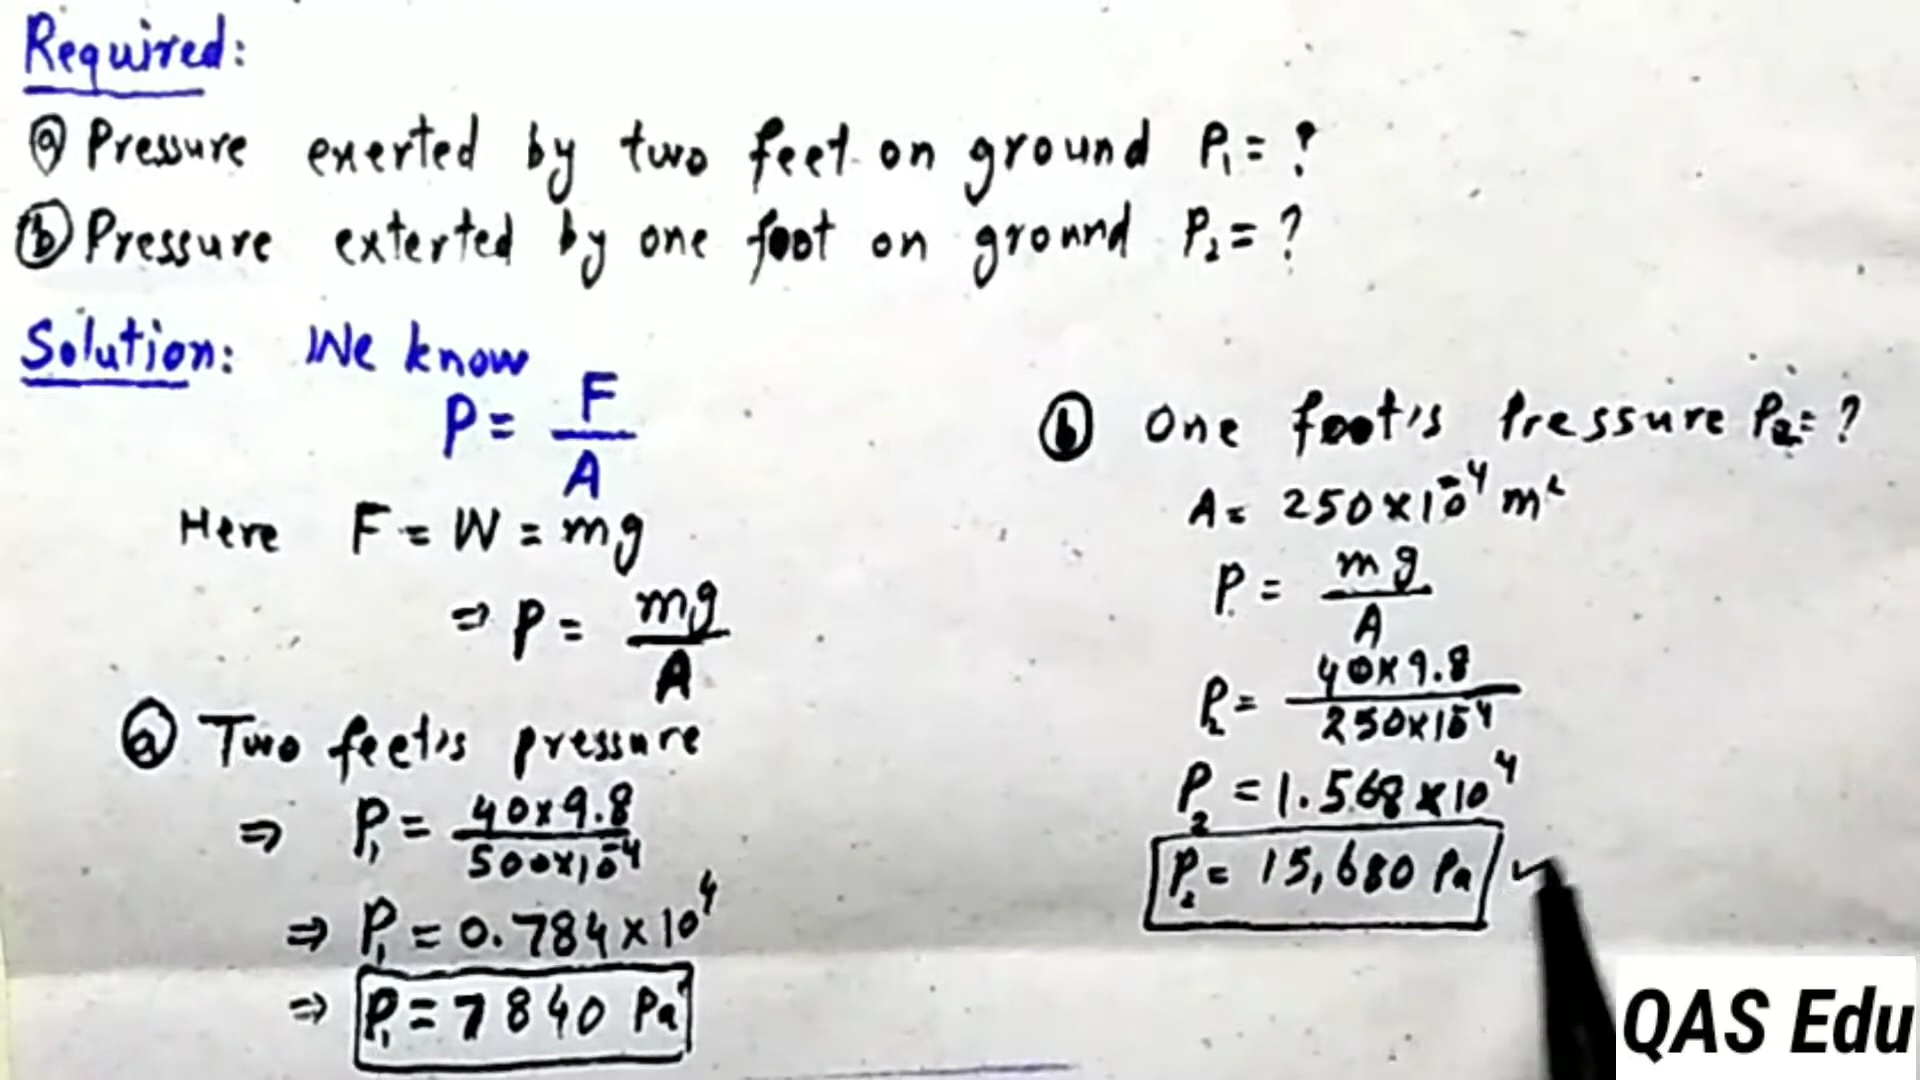 Required:
ⓐ Pressure exerted by two feet on ground P₁ = ?
ⓑ Pressure exterted by one foot on ground P₂ = ?
Solution: We know
P = F/A
Here F = W = mg
⇒ P = mg/A
ⓐ Two feet's pressure
⇒ P₁ = 40×9.8/500×10⁻⁴
⇒ P₁ = 0.784 × 10⁴
⇒ P₁ = 7840 Pa
ⓑ One foot's Pressure P₂ = ?
A = 250×10⁻⁴ m²
P = mg/A
P₂ = 40×9.8/250×10⁻⁴
P₂ = 1.568 × 10⁴
P₂ = 15,680 Pa
QAS Edu